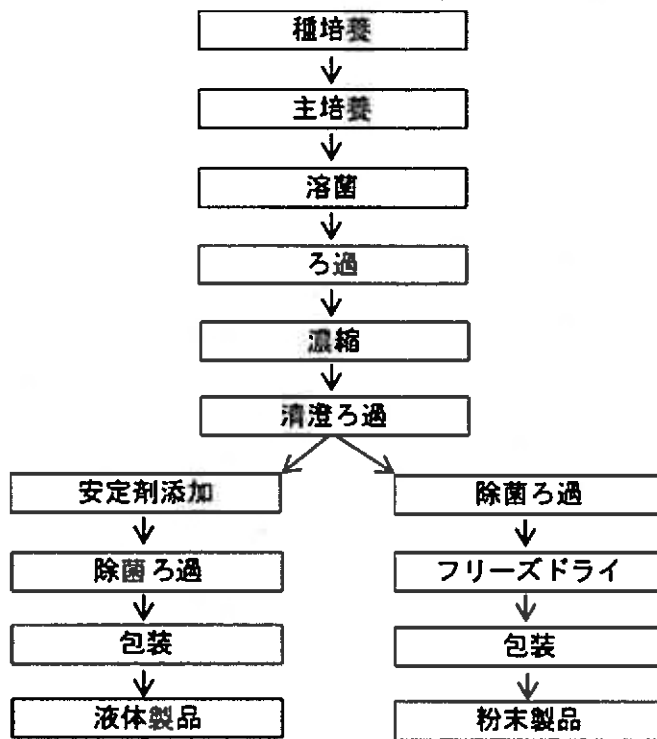 種培養
主培養
溶菌
ろ過
濃縮
清澄ろ過
安定剤添加
除菌ろ過
包装
液体製品
除菌ろ過
フリーズドライ
包装
粉末製品